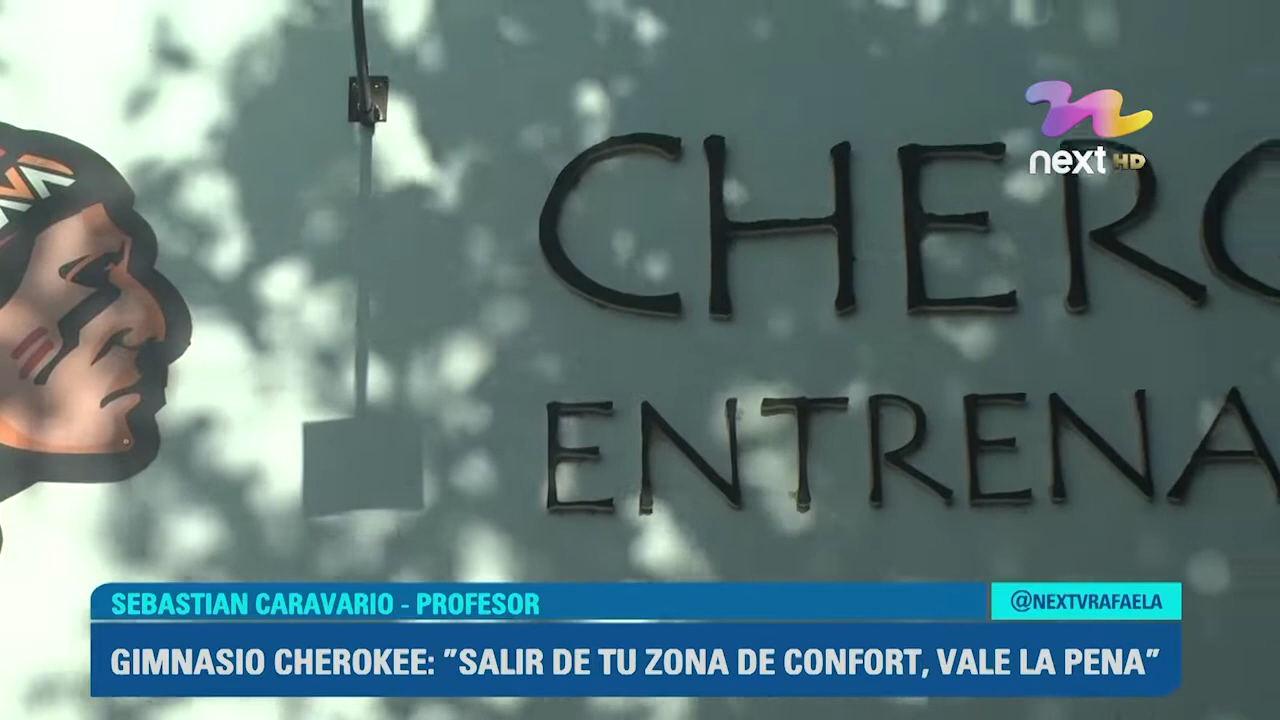 next HD
CHERO
ENTRENA
SEBASTIAN CARAVARIO - PROFESOR
@NEXTVRAFAELA
GIMNASIO CHEROKEE: "SALIR DE TU ZONA DE CONFORT, VALE LA PENA"